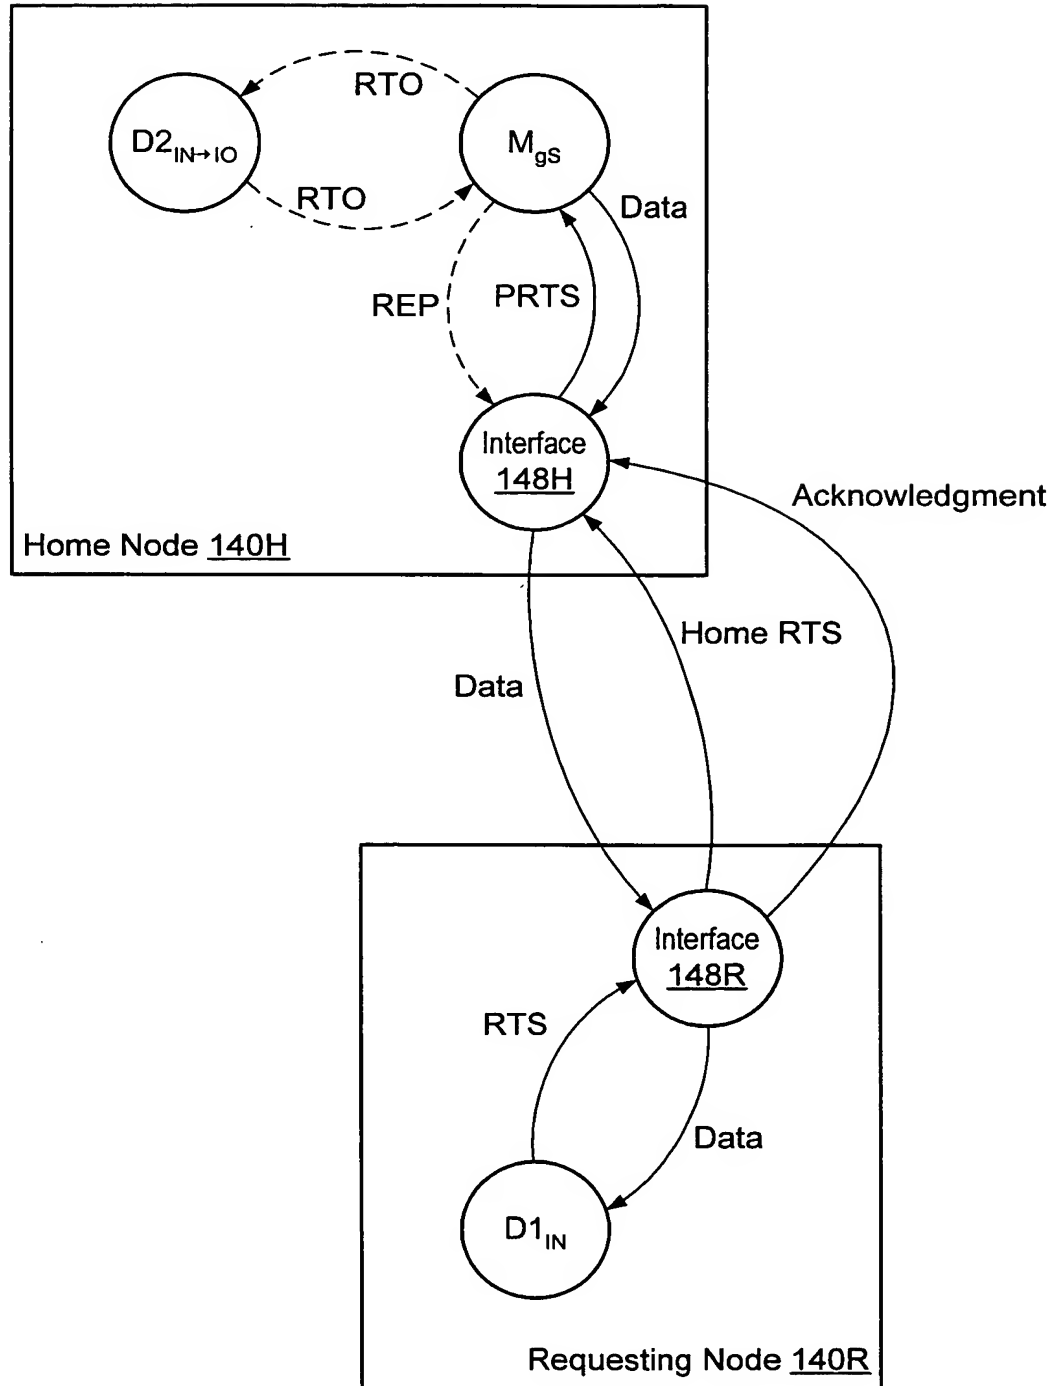 RTO
D2IN→IO
MgS
RTO
Data
REP
PRTS
Interface
148H
Acknowledgment
Home Node 140H
Home RTS
Data
Interface
148R
RTS
Data
D1IN
Requesting Node 140R